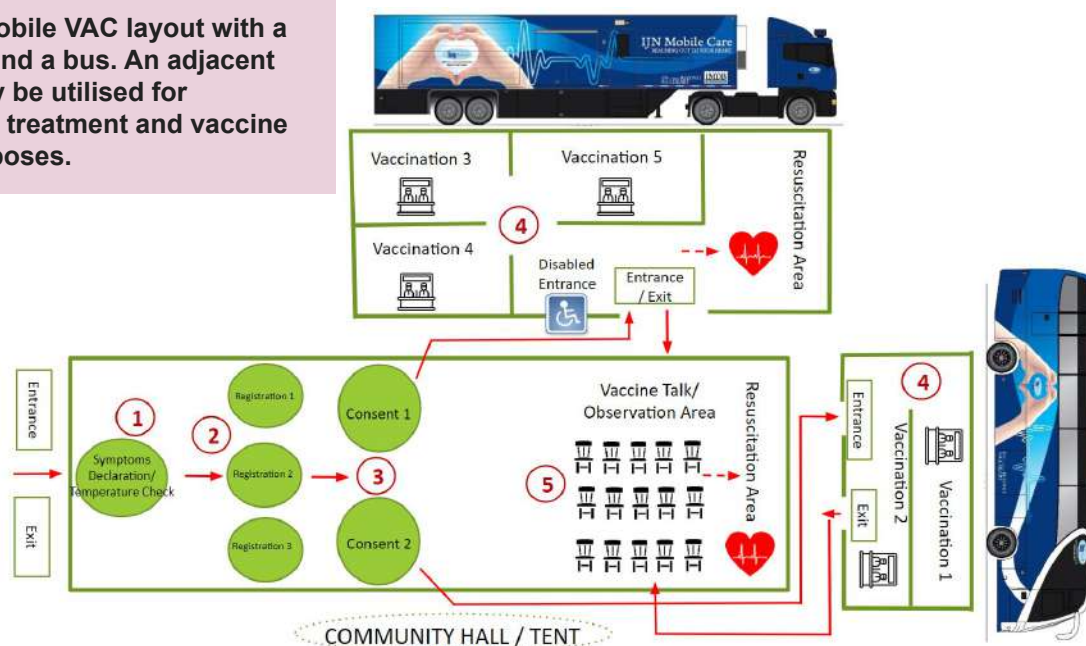 obile VAC layout with a
nd a bus. An adjacent
y be utilised for
treatment and vaccine
poses.
IJN Mobile Care
Vaccination 3
Vaccination 5
Resuscitation Area
4
Vaccination 4
Disabled
Entrance
Entrance
/ Exit
Entrance
Exit
1
Symptoms
Declaration/
Temperature Check
2
Registration 1
Registration 2
Registration 3
Consent 1
3
Consent 2
Vaccine Talk/
Observation Area
5
Resuscitation Area
Entrance
Exit
4
Vaccination 2
Vaccination 1
COMMUNITY HALL / TENT